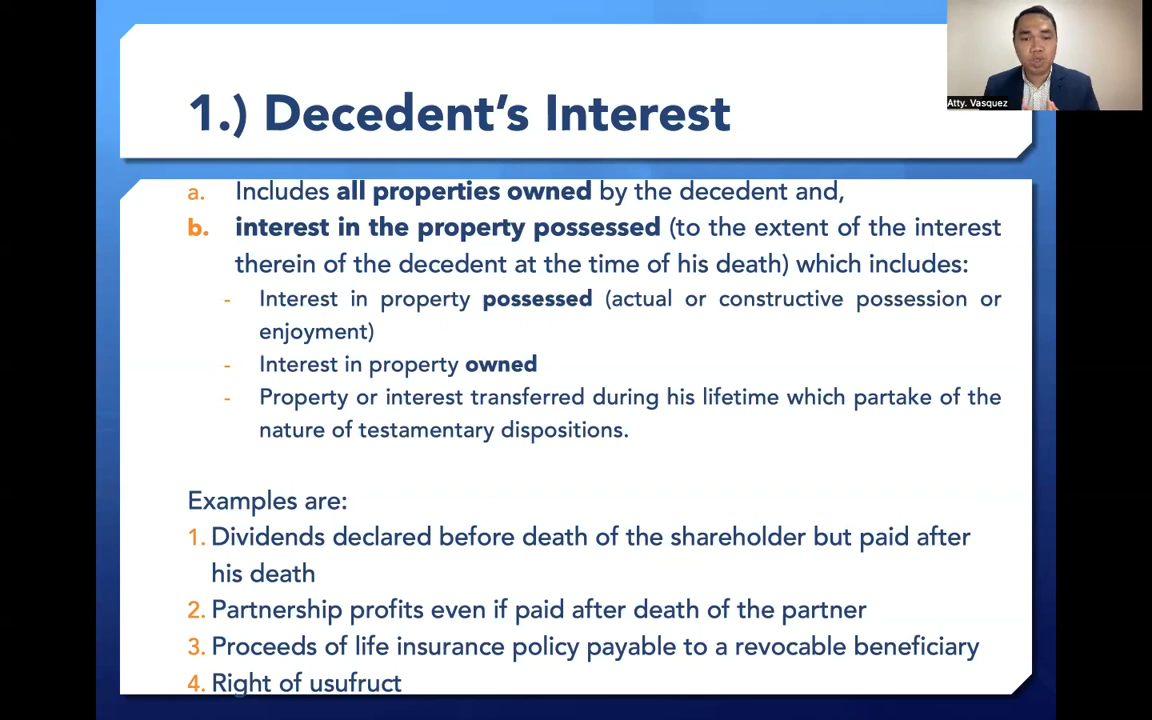 Atty. Vasquez
1.) Decedent's Interest
a. Includes all properties owned by the decedent and,
b. interest in the property possessed (to the extent of the interest
therein of the decedent at the time of his death) which includes:
- Interest in property possessed (actual or constructive possession or
enjoyment)
- Interest in property owned
- Property or interest transferred during his lifetime which partake of the
nature of testamentary dispositions.
Examples are:
1. Dividends declared before death of the shareholder but paid after
his death
2. Partnership profits even if paid after death of the partner
3. Proceeds of life insurance policy payable to a revocable beneficiary
4. Right of usufruct